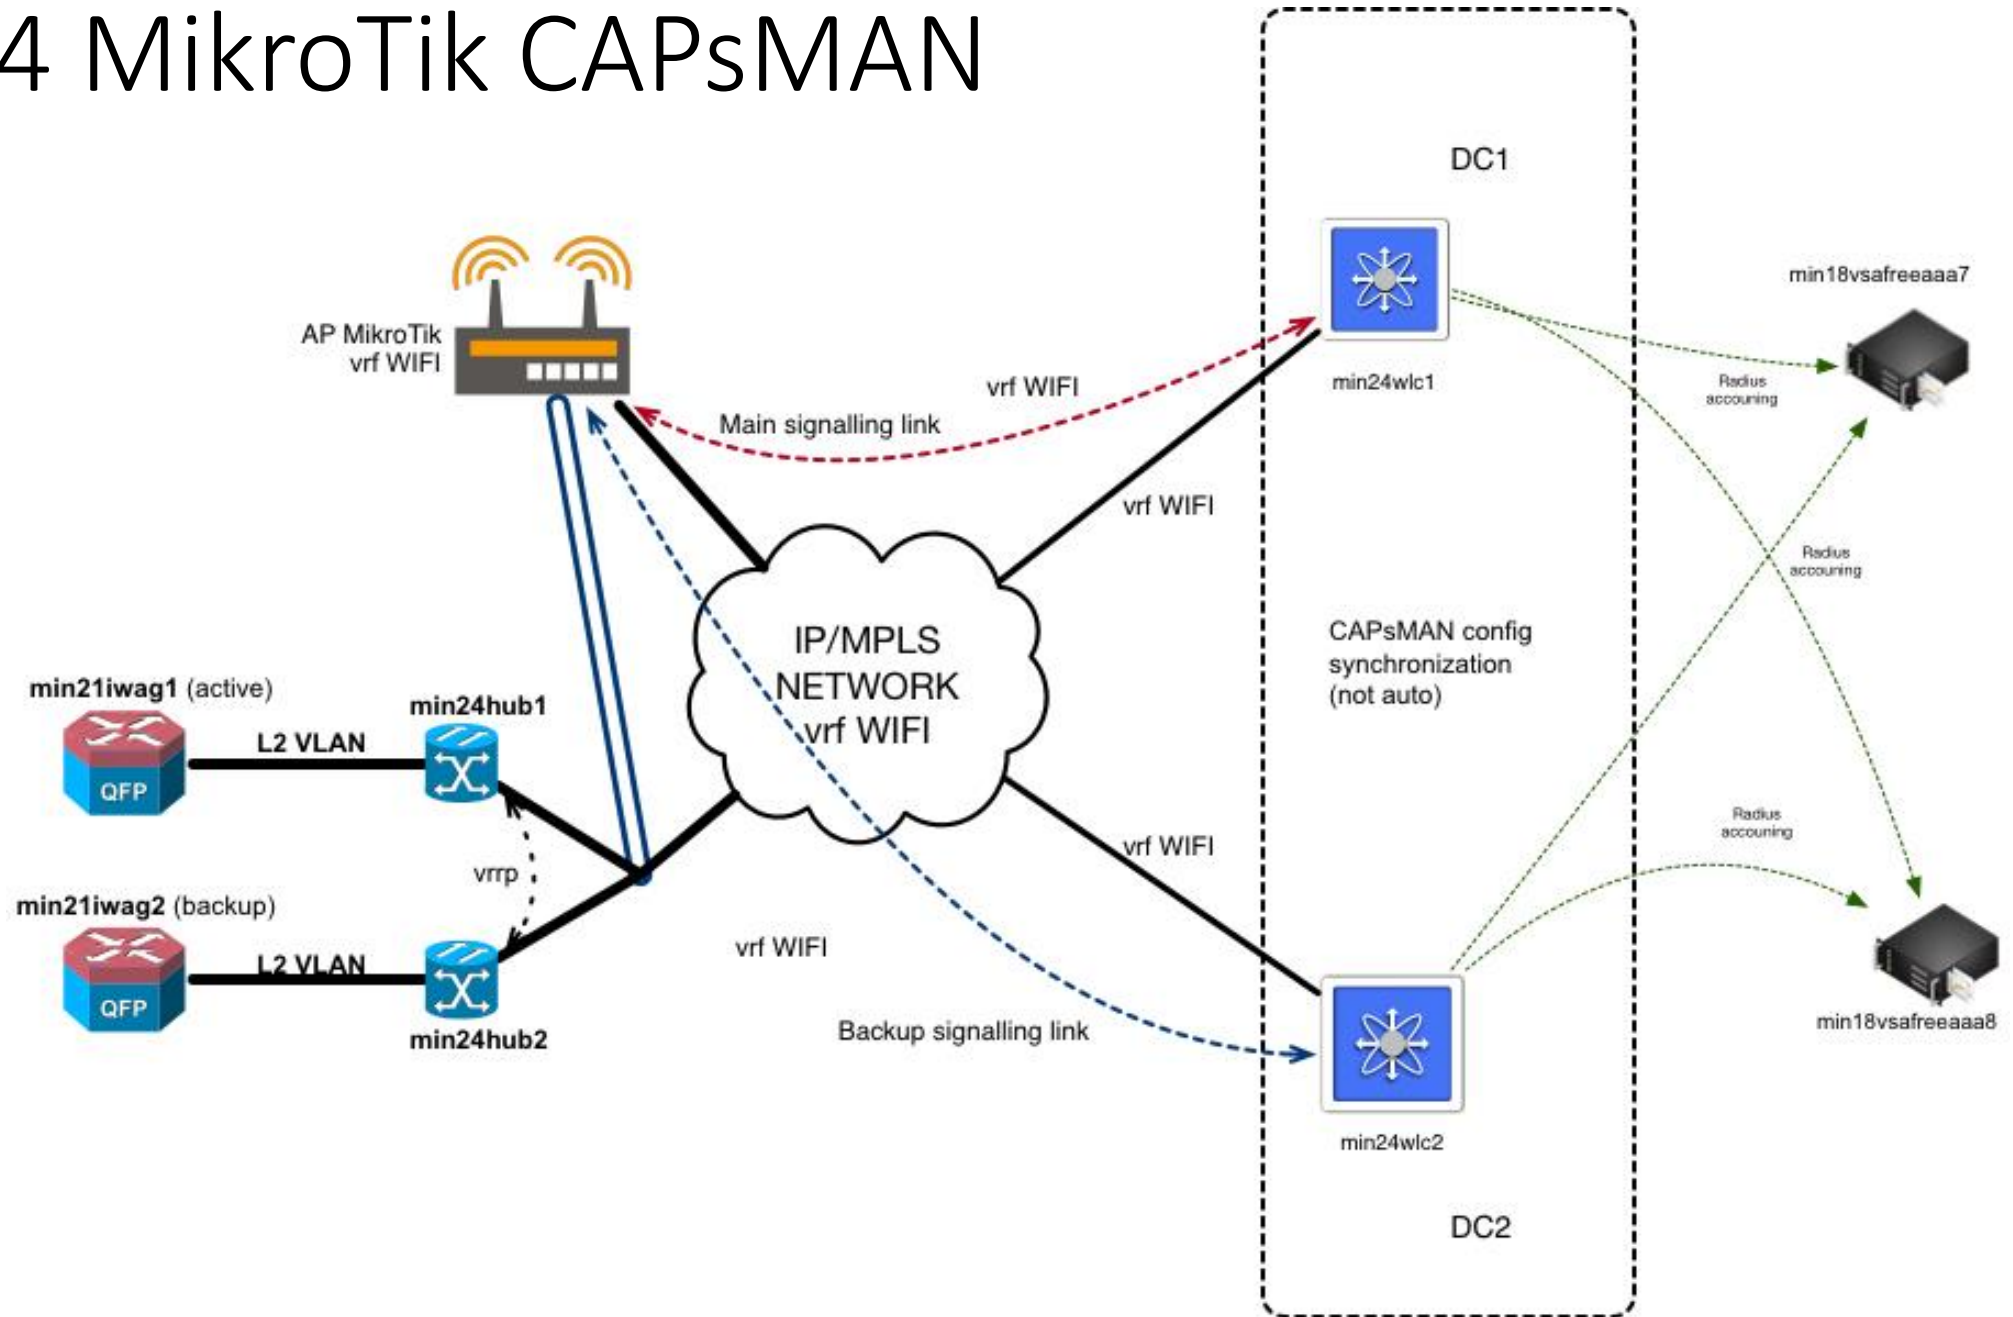 4 MikroTik CAPsMAN
DC1
min18vsafreeaaa7
AP MikroTik
vrf WIFI
vrf WIFI
min24wlc1
Radius
accouning
Main signalling link
vrf WIFI
Radius
accouning
IP/MPLS
NETWORK
vrf WIFI
CAPsMAN config
synchronization
(not auto)
min21iwag1 (active)
min24hub1
L2 VLAN
QFP
Radius
accouning
vrf WIFI
vrrp
min21iwag2 (backup)
vrf WIFI
L2 VLAN
QFP
min24hub2
Backup signalling link
min18vsafreeaaa8
min24wlc2
DC2